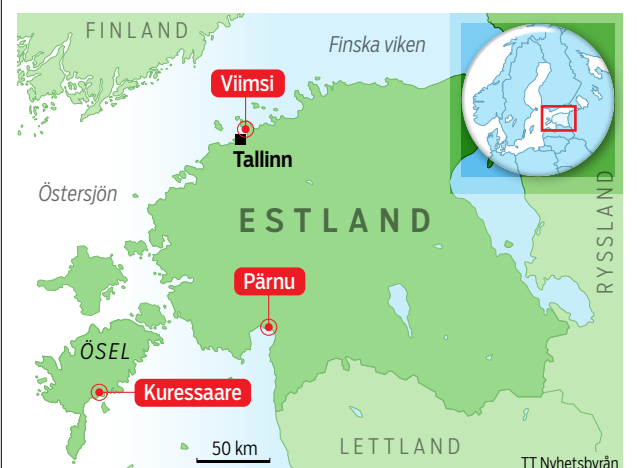 FINLAND
Finska viken
Viimsi
Tallinn
Östersjön
ESTLAND
RYSSLAND
Pärnu
ÖSEL
Kuressaare
50 km
LETTLAND
TT Nyhetsbyrån